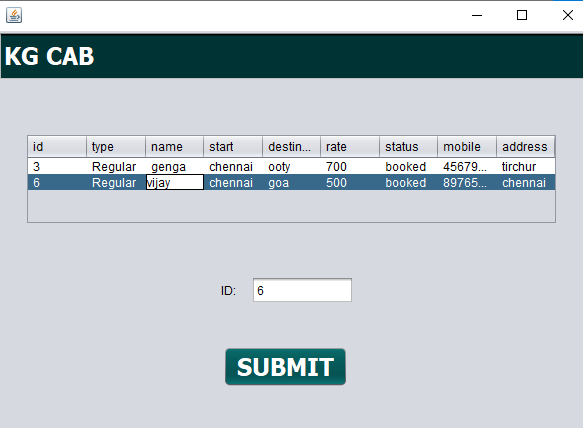 KG CAB
id type name start destin... rate status mobile address
3 Regular genga chennai ooty 700 booked 45679... tirchur
6 Regular vijay chennai goa 500 booked 89765... chennai
ID: 6
SUBMIT